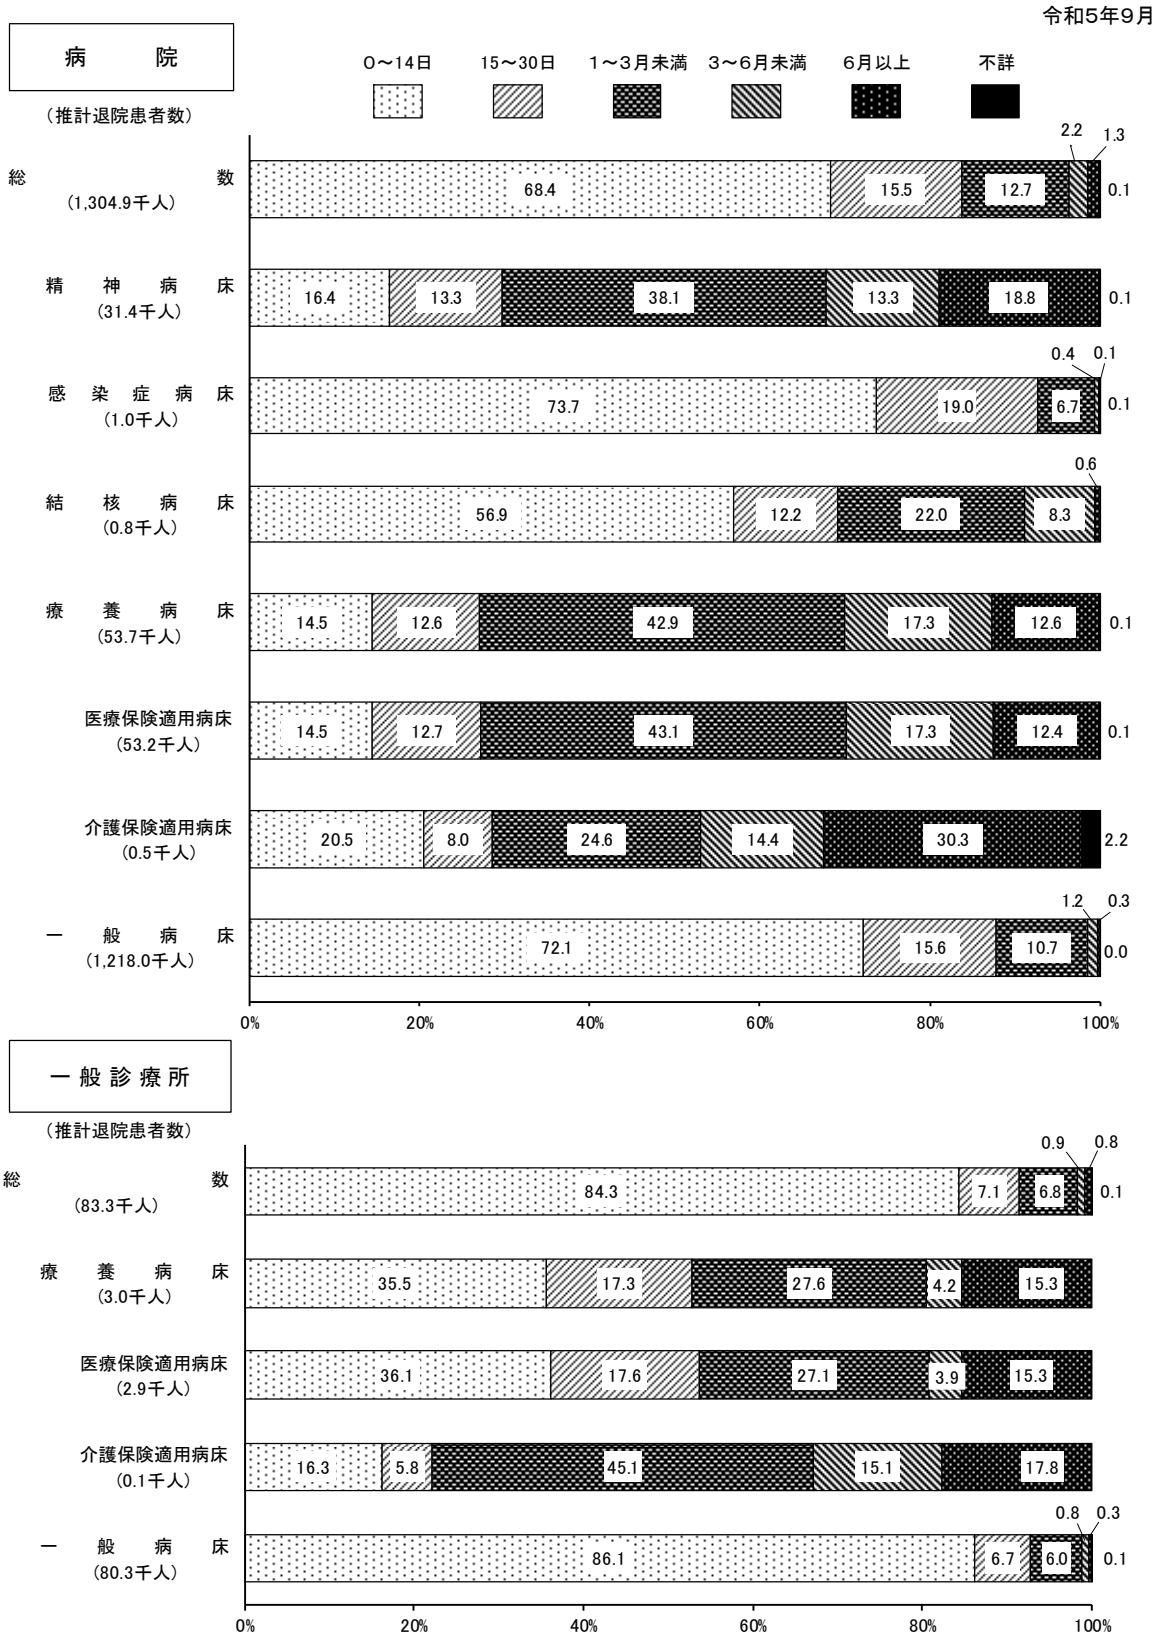 令和5年9月
病　　院
0～14日　15～30日　1～3月未満　3～6月未満　6月以上　不詳
（推計退院患者数）
2.2　1.3
総　数
(1,304.9千人)
68.4　15.5　12.7　0.1
精神病床
(31.4千人)
16.4　13.3　38.1　13.3　18.8　0.1
0.4　0.1
感染症病床
(1.0千人)
73.7　19.0　6.7　0.1
0.6
結核病床
(0.8千人)
56.9　12.2　22.0　8.3
療養病床
(53.7千人)
14.5　12.6　42.9　17.3　12.6　0.1
医療保険適用病床
(53.2千人)
14.5　12.7　43.1　17.3　12.4　0.1
介護保険適用病床
(0.5千人)
20.5　8.0　24.6　14.4　30.3　2.2
1.2　0.3
一般病床
(1,218.0千人)
72.1　15.6　10.7　0.0
0%　20%　40%　60%　80%　100%
一般診療所
（推計退院患者数）
0.9　0.8
総　数
(83.3千人)
84.3　7.1　6.8　0.1
療養病床
(3.0千人)
35.5　17.3　27.6　4.2　15.3
医療保険適用病床
(2.9千人)
36.1　17.6　27.1　3.9　15.3
介護保険適用病床
(0.1千人)
16.3　5.8　45.1　15.1　17.8
0.8　0.3
一般病床
(80.3千人)
86.1　6.7　6.0　0.1
0%　20%　40%　60%　80%　100%